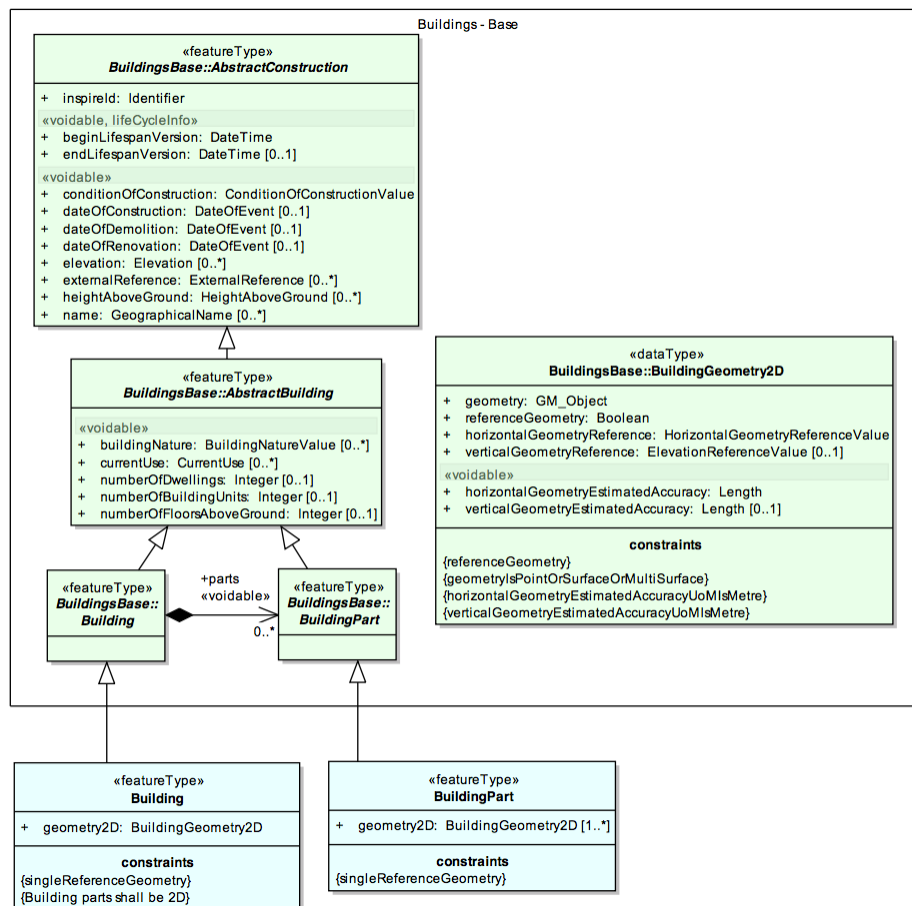 Buildings - Base
«featureType»
BuildingsBase::AbstractConstruction
+ inspireId: Identifier
«voidable, lifeCycleInfo»
+ beginLifespanVersion: DateTime
+ endLifespanVersion: DateTime [0..1]
«voidable»
+ conditionOfConstruction: ConditionOfConstructionValue
+ dateOfConstruction: DateOfEvent [0..1]
+ dateOfDemolition: DateOfEvent [0..1]
+ dateOfRenovation: DateOfEvent [0..1]
+ elevation: Elevation [0..*]
+ externalReference: ExternalReference [0..*]
+ heightAboveGround: HeightAboveGround [0..*]
+ name: GeographicalName [0..*]
«featureType»
BuildingsBase::AbstractBuilding
«voidable»
+ buildingNature: BuildingNatureValue [0..*]
+ currentUse: CurrentUse [0..*]
+ numberOfDwellings: Integer [0..1]
+ numberOfBuildingUnits: Integer [0..1]
+ numberOfFloorsAboveGround: Integer [0..1]
«dataType»
BuildingsBase::BuildingGeometry2D
+ geometry: GM_Object
+ referenceGeometry: Boolean
+ horizontalGeometryReference: HorizontalGeometryReferenceValue
+ verticalGeometryReference: ElevationReferenceValue [0..1]
«voidable»
+ horizontalGeometryEstimatedAccuracy: Length
+ verticalGeometryEstimatedAccuracy: Length [0..1]
constraints
{referenceGeometry}
{geometryIsPointOrSurfaceOrMultiSurface}
{horizontalGeometryEstimatedAccuracyUoMIsMetre}
{verticalGeometryEstimatedAccuracyUoMIsMetre}
«featureType»
BuildingsBase::
Building
+parts
«voidable»
0..*
«featureType»
BuildingsBase::
BuildingPart
«featureType»
Building
+ geometry2D: BuildingGeometry2D
constraints
{singleReferenceGeometry}
{Building parts shall be 2D}
«featureType»
BuildingPart
+ geometry2D: BuildingGeometry2D [1..*]
constraints
{singleReferenceGeometry}